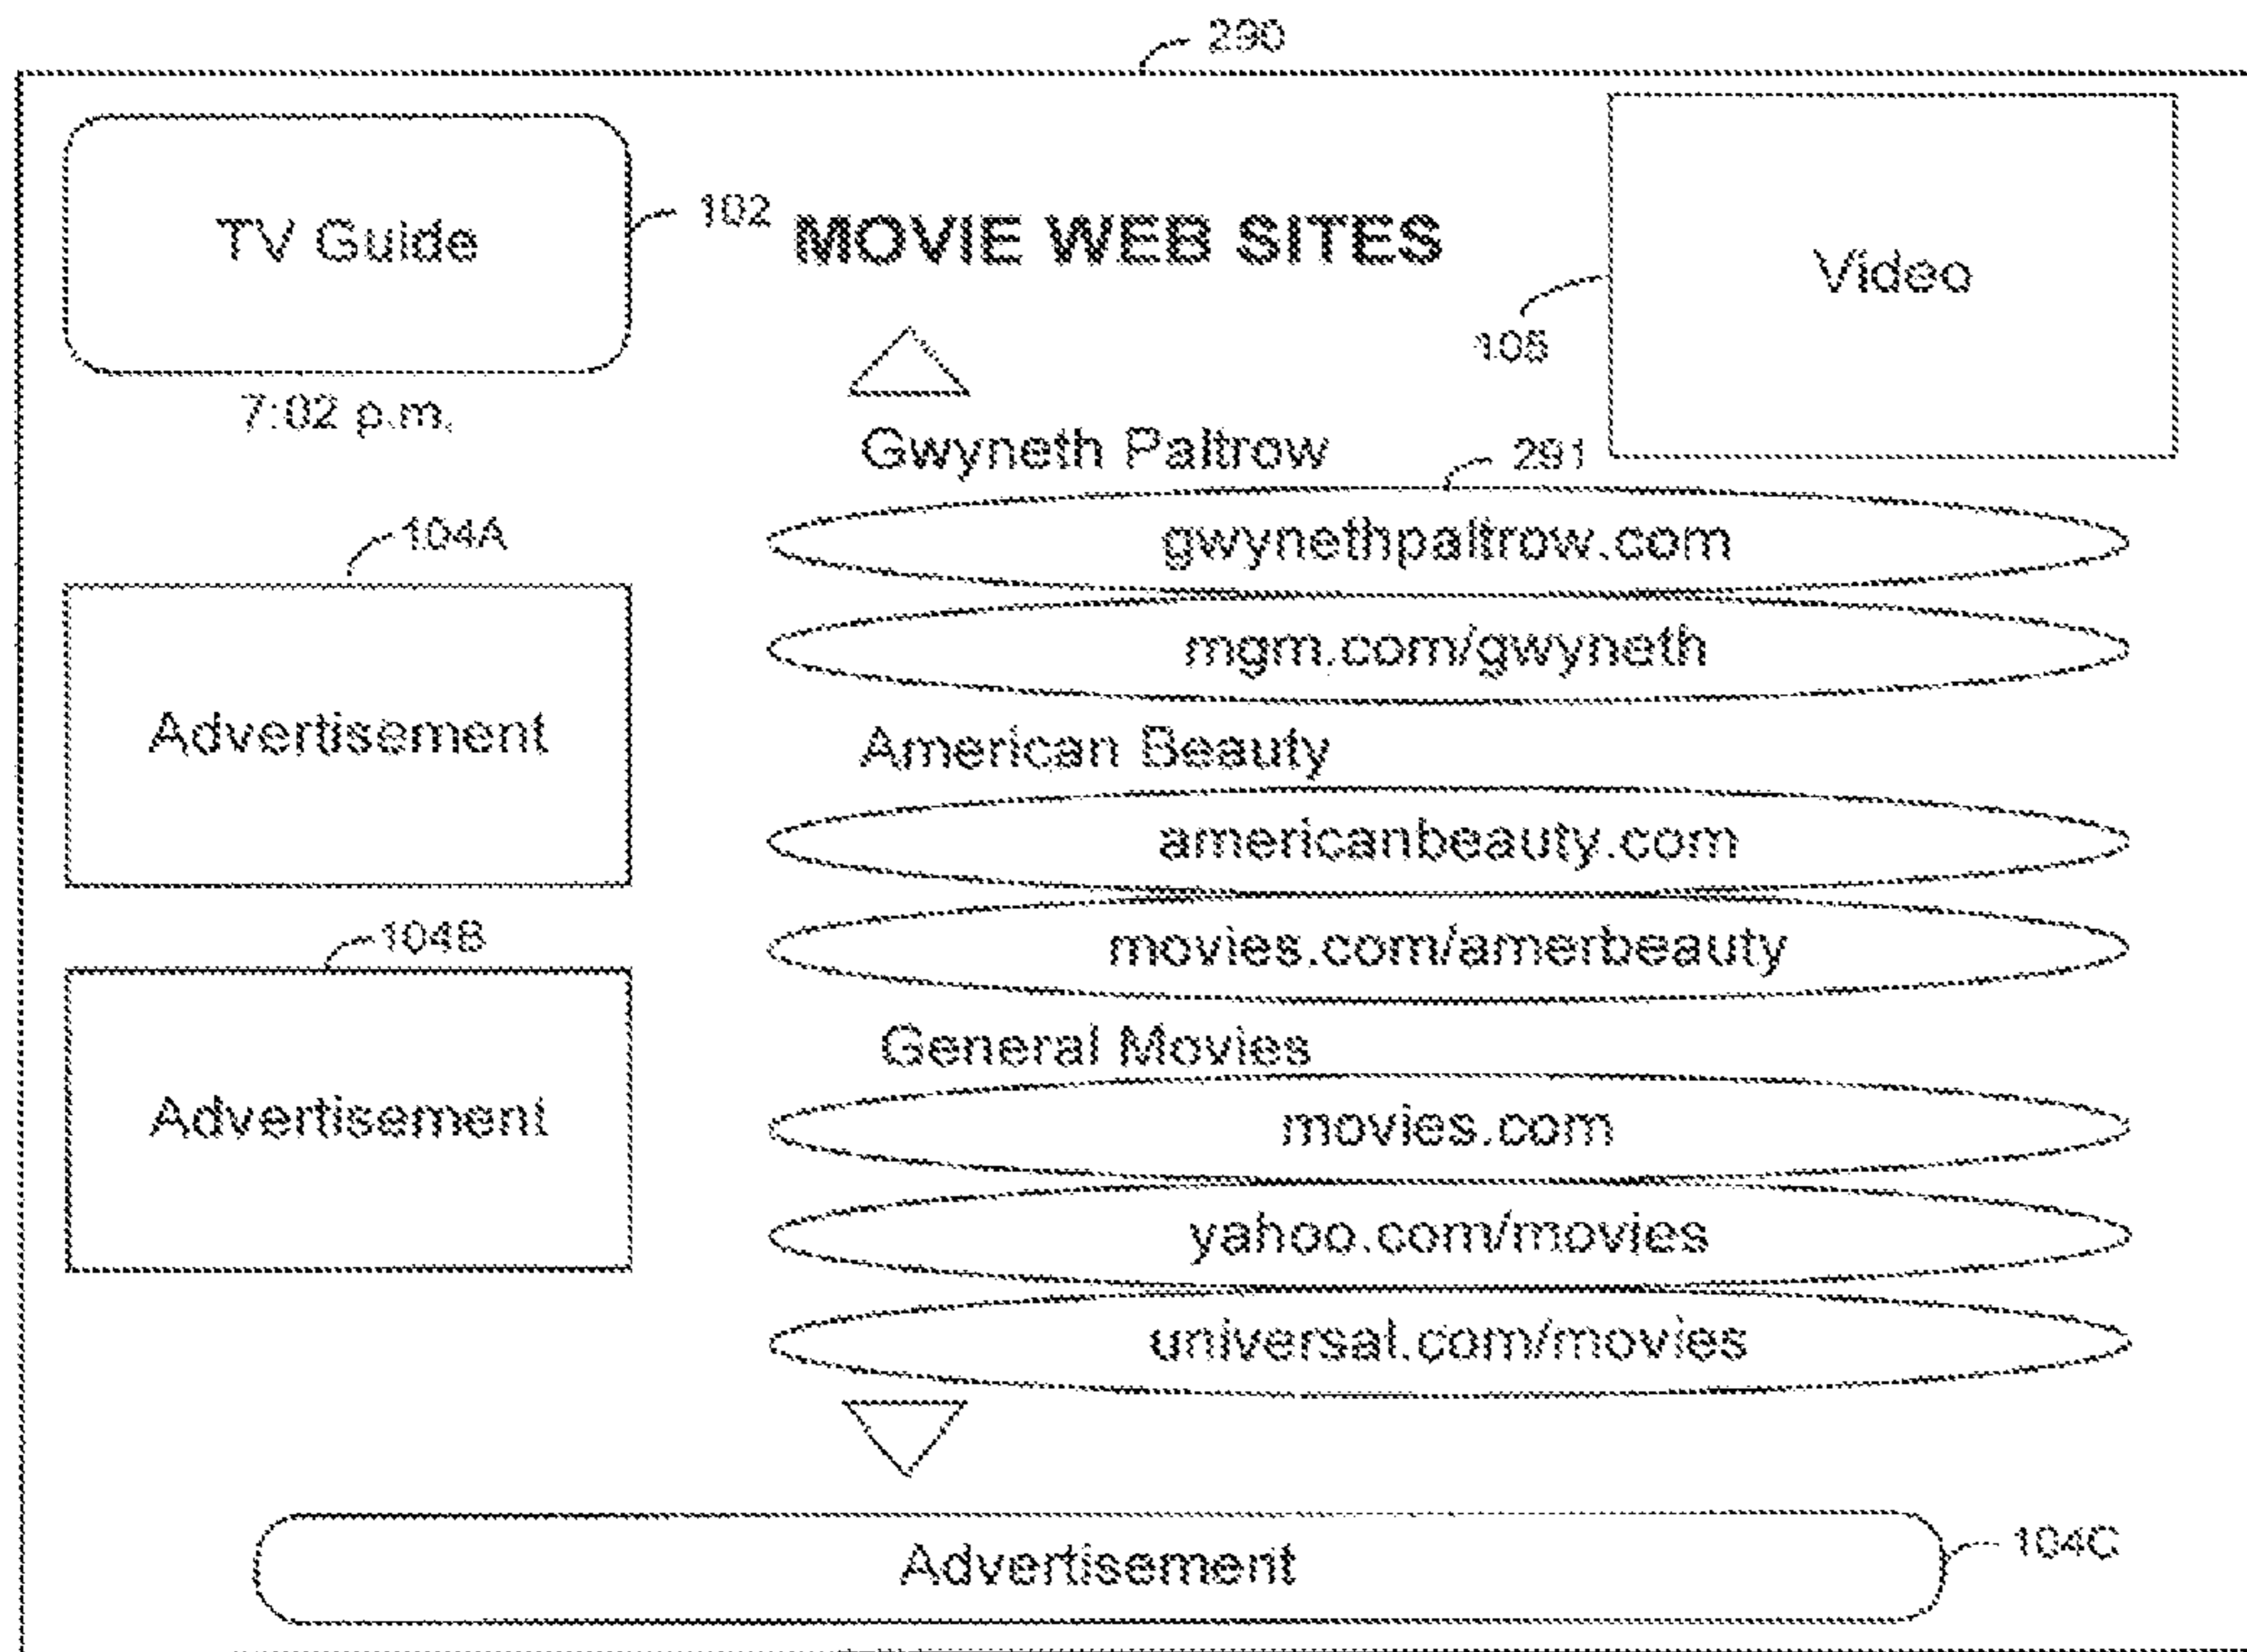 290
TV Guide
102
MOVIE WEB SITES
Video
108
7:02 p.m.
Gwyneth Paltrow
291
gwynethpaltrow.com
104A
mgm.com/gwyneth
Advertisement
American Beauty
americanbeauty.com
104B
movies.com/amerbeauty
General Movies
Advertisement
movies.com
yahoo.com/movies
universal.com/movies
Advertisement
104C